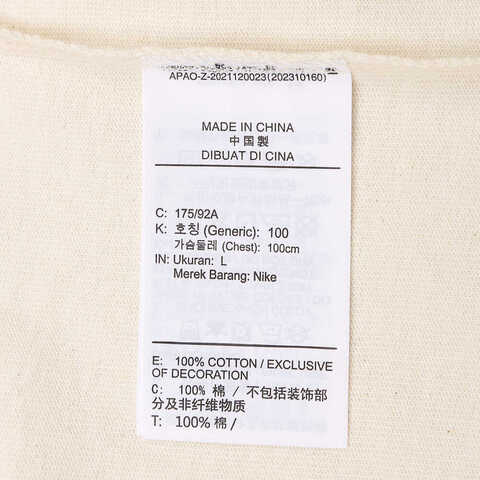 APAO-Z-2021120023(202310160)
MADE IN CHINA
中国製
DIBUAT DI CINA
C: 175/92A
K: 호칭 (Generic): 100
가슴둘레 (Chest): 100cm
IN: Ukuran: L
Merek Barang: Nike
E: 100% COTTON / EXCLUSIVE
OF DECORATION
C: 100% 棉 / 不包括装饰部
分及非纤维物质
T: 100% 棉 /